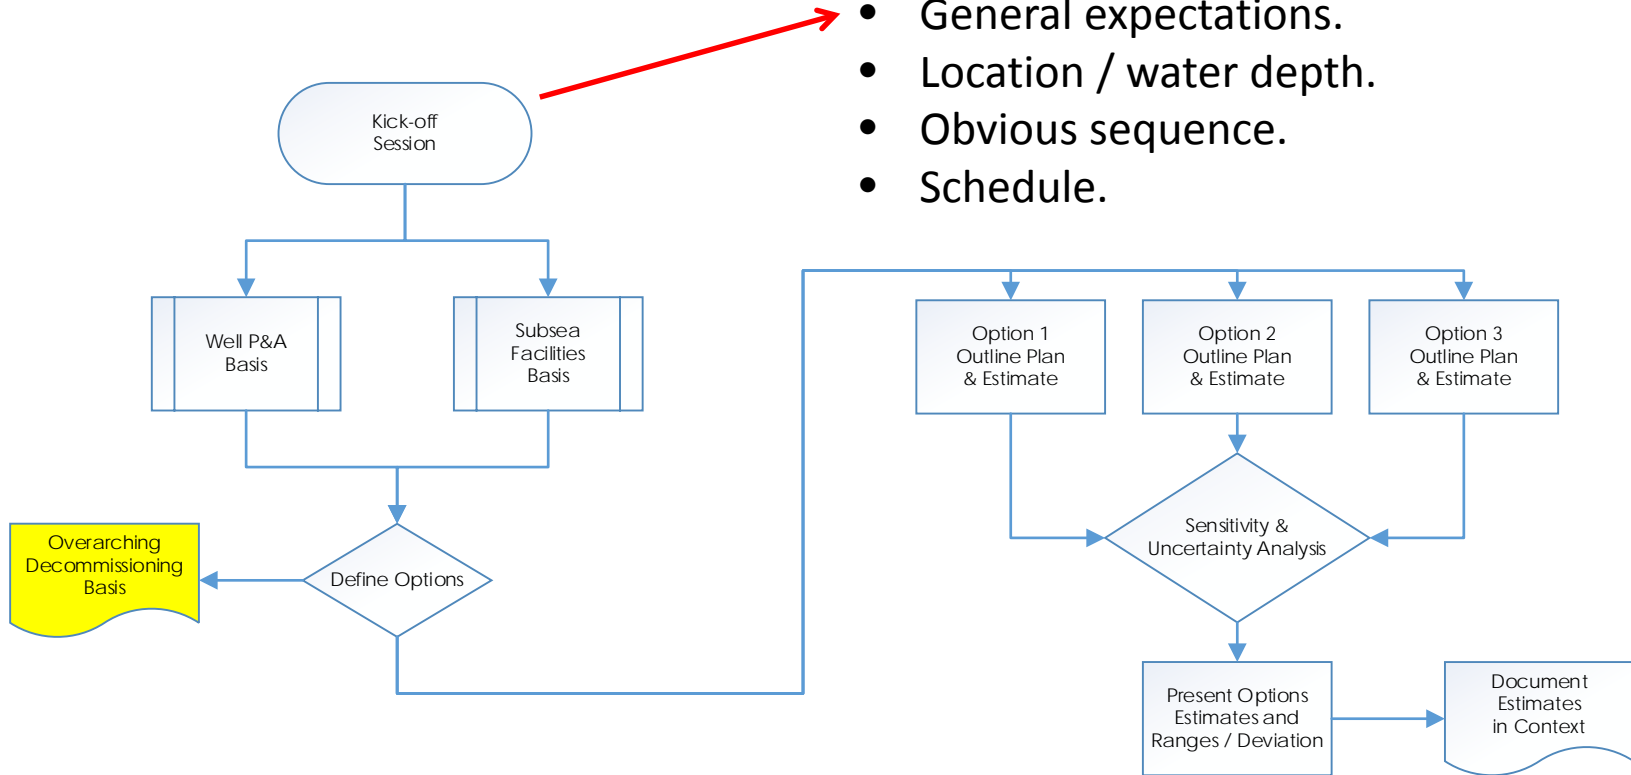 • General expectations.
• Location / water depth.
• Obvious sequence.
• Schedule.
Kick-off
Session
Well P&A
Basis
Subsea
Facilities
Basis
Overarching
Decommissioning
Basis
Define Options
Option 1
Outline Plan
& Estimate
Option 2
Outline Plan
& Estimate
Option 3
Outline Plan
& Estimate
Sensitivity &
Uncertainty Analysis
Present Options
Estimates and
Ranges / Deviation
Document
Estimates
in Context